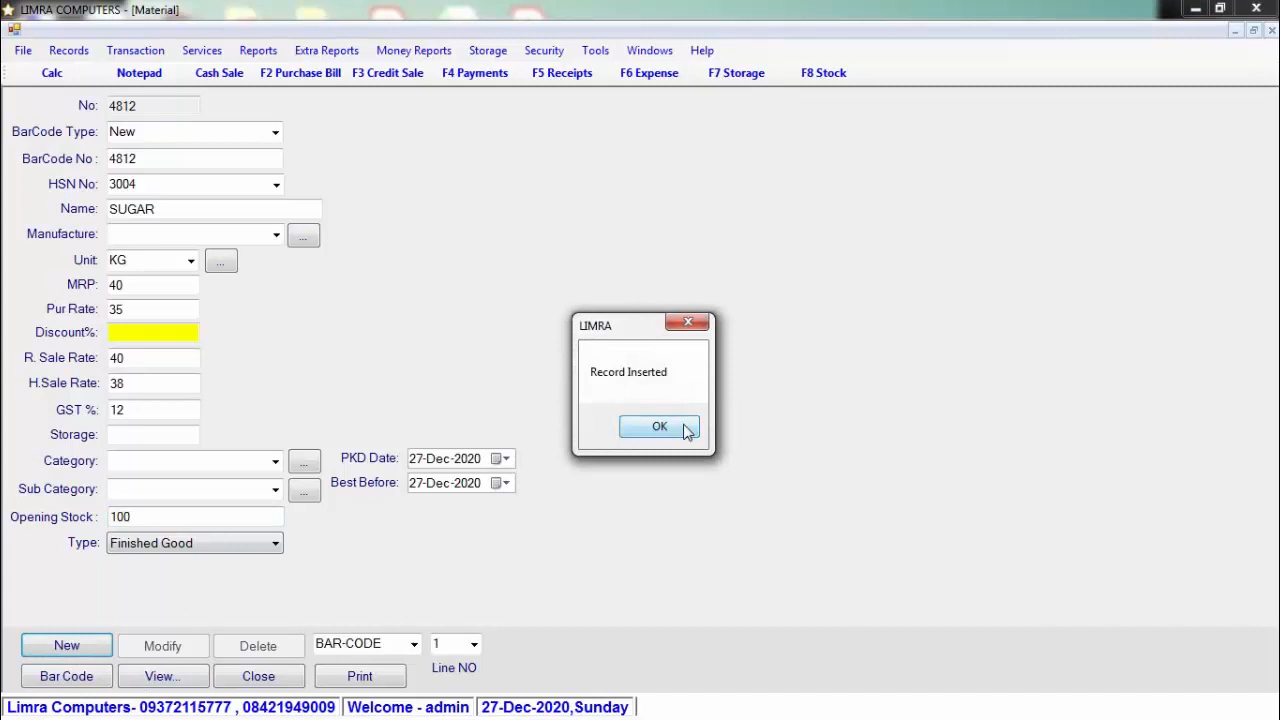 LIMRA COMPUTERS - [Material]
File Records Transaction Services Reports Extra Reports Money Reports Storage Security Tools Windows Help
Calc Notepad Cash Sale F2 Purchase Bill F3 Credit Sale F4 Payments F5 Receipts F6 Expense F7 Storage F8 Stock
No: 4812
BarCode Type: New
BarCode No : 4812
HSN No: 3004
Name: SUGAR
Manufacture: ...
Unit: KG ...
MRP: 40
Pur Rate: 35
Discount%:
R. Sale Rate: 40
H.Sale Rate: 38
GST %: 12
Storage:
Category: ... PKD Date: 27-Dec-2020
Sub Category: ... Best Before: 27-Dec-2020
Opening Stock : 100
Type: Finished Good
LIMRA
Record Inserted
OK
New Modify Delete BAR-CODE 1
Line NO
Bar Code View... Close Print
Limra Computers- 09372115777 , 08421949009 Welcome - admin 27-Dec-2020,Sunday